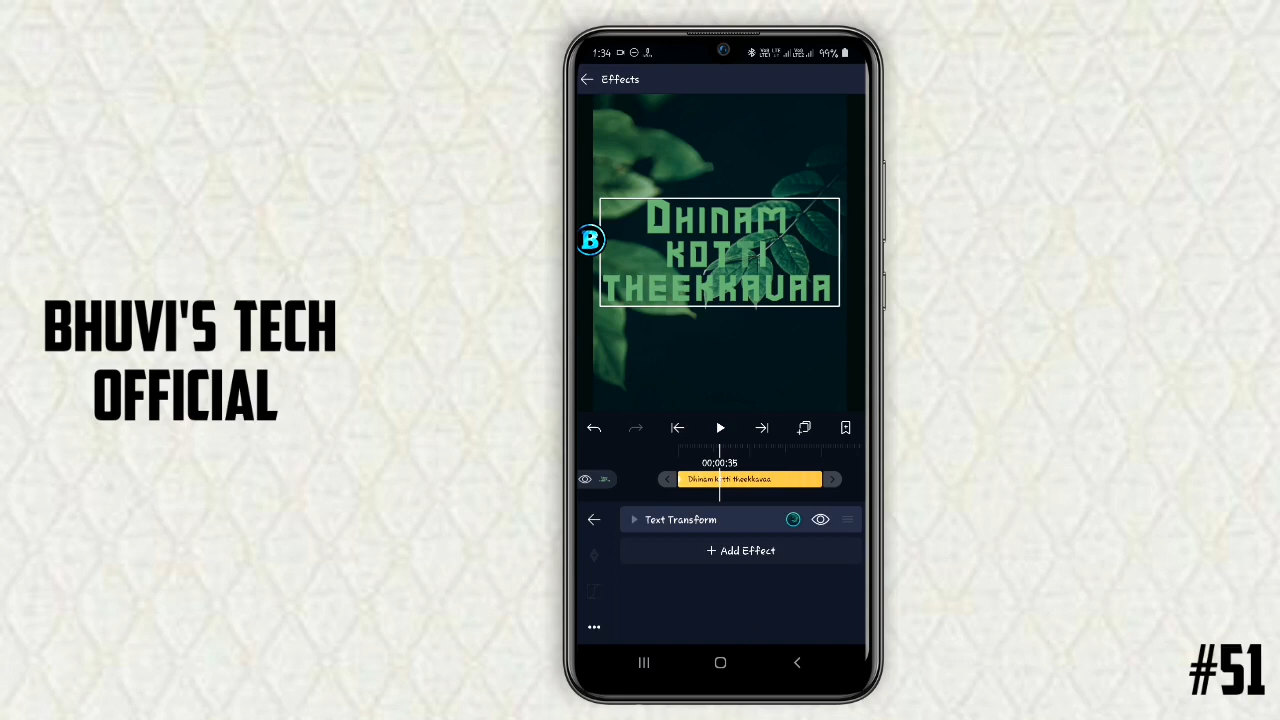 BHUVI'S TECH
OFFICIAL
1:34
99%
Effects
DHINAM
KOTTI
THEEKKAVAA
B
00:00:35
Dhinam kotti theekkavaa
Text Transform
+ Add Effect
#51